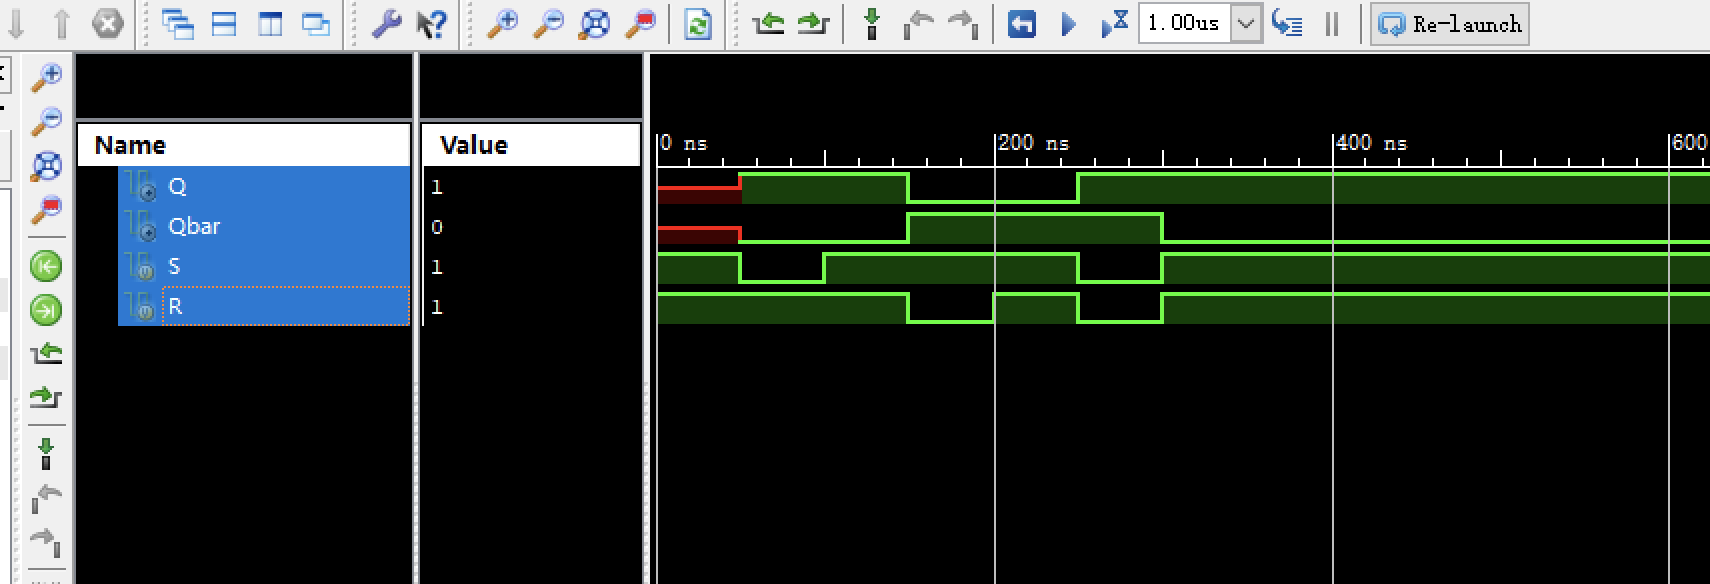 1.00us
Re-launch
Name
Value
0 ns
200 ns
400 ns
600
Q
1
Qbar
0
S
1
R
1